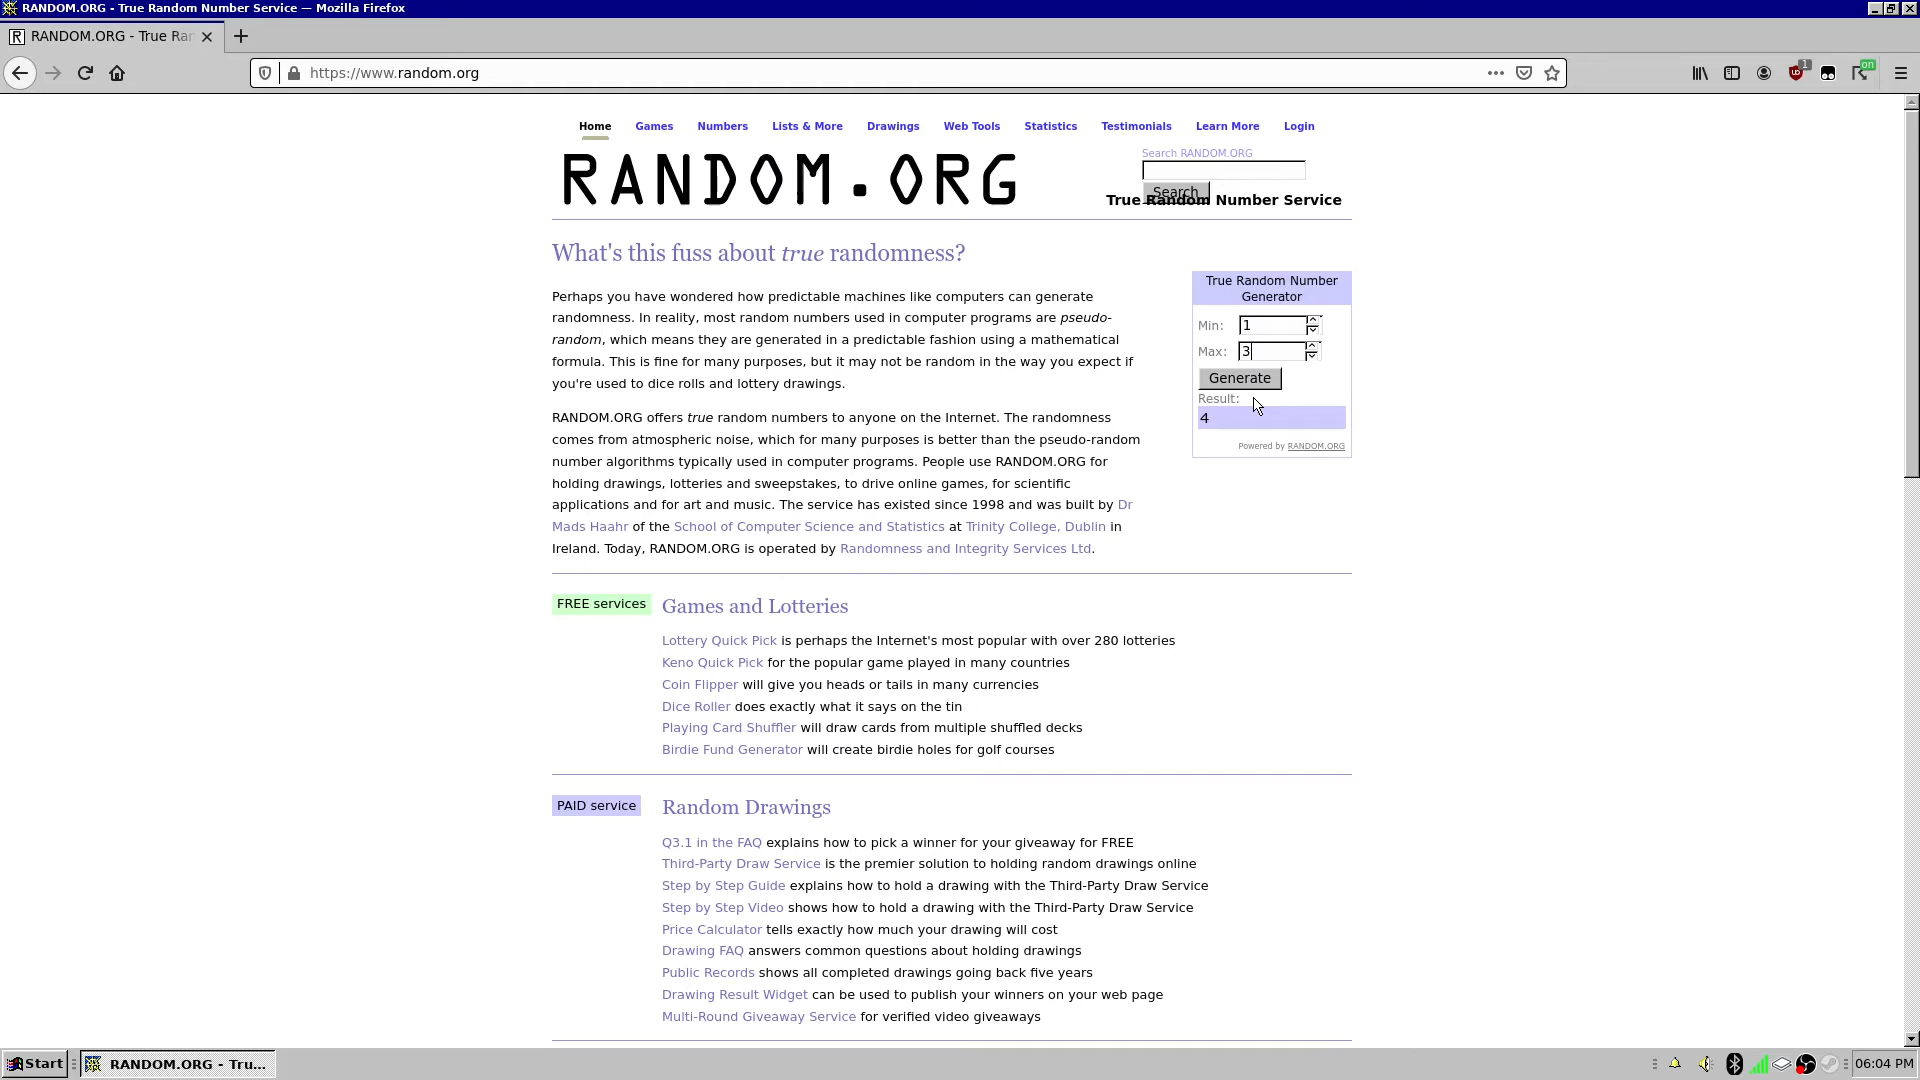 RANDOM.ORG - True Random Number Service — Mozilla Firefox
RANDOM.ORG - True Ran
https://www.random.org
1
on
Home Games Numbers Lists & More Drawings Web Tools Statistics Testimonials Learn More Login
RANDOM.ORG
Search RANDOM.ORG
Search
True Random Number Service
What's this fuss about true randomness?
Perhaps you have wondered how predictable machines like computers can generate
randomness. In reality, most random numbers used in computer programs are pseudo-
random, which means they are generated in a predictable fashion using a mathematical
formula. This is fine for many purposes, but it may not be random in the way you expect if
you're used to dice rolls and lottery drawings.
RANDOM.ORG offers true random numbers to anyone on the Internet. The randomness
comes from atmospheric noise, which for many purposes is better than the pseudo-random
number algorithms typically used in computer programs. People use RANDOM.ORG for
holding drawings, lotteries and sweepstakes, to drive online games, for scientific
applications and for art and music. The service has existed since 1998 and was built by Dr
Mads Haahr of the School of Computer Science and Statistics at Trinity College, Dublin in
Ireland. Today, RANDOM.ORG is operated by Randomness and Integrity Services Ltd.
True Random Number
Generator
Min: 1
Max: 3
Generate
Result:
4
Powered by RANDOM.ORG
FREE services
Games and Lotteries
Lottery Quick Pick is perhaps the Internet's most popular with over 280 lotteries
Keno Quick Pick for the popular game played in many countries
Coin Flipper will give you heads or tails in many currencies
Dice Roller does exactly what it says on the tin
Playing Card Shuffler will draw cards from multiple shuffled decks
Birdie Fund Generator will create birdie holes for golf courses
PAID service
Random Drawings
Q3.1 in the FAQ explains how to pick a winner for your giveaway for FREE
Third-Party Draw Service is the premier solution to holding random drawings online
Step by Step Guide explains how to hold a drawing with the Third-Party Draw Service
Step by Step Video shows how to hold a drawing with the Third-Party Draw Service
Price Calculator tells exactly how much your drawing will cost
Drawing FAQ answers common questions about holding drawings
Public Records shows all completed drawings going back five years
Drawing Result Widget can be used to publish your winners on your web page
Multi-Round Giveaway Service for verified video giveaways
Start
RANDOM.ORG - Tru...
06:04 PM